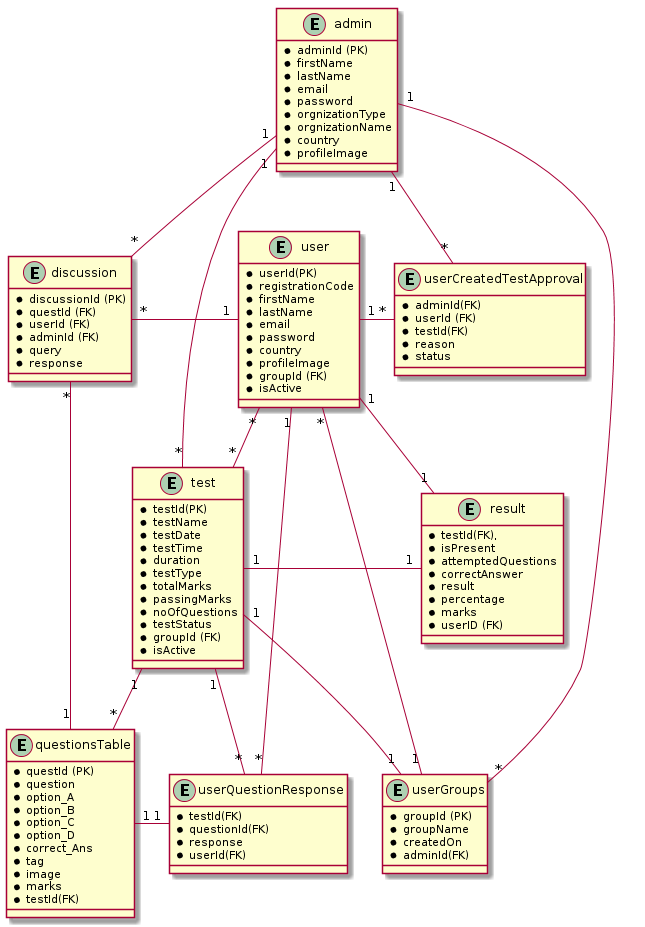 E admin
adminId (PK)
firstName
lastName
email
password
orgnizationType
orgnizationName
country
profileImage
1
1
1
1
*
*
*
E discussion
discussionId (PK)
questId (FK)
userId (FK)
adminId (FK)
query
response
*
1
*
E user
userId(PK)
registrationCode
firstName
lastName
email
password
country
profileImage
groupId (FK)
isActive
1
*
E userCreatedTestApproval
adminId(FK)
userId (FK)
testId(FK)
reason
status
*
1
*
1
*
*
1
E test
testId(PK)
testName
testDate
testTime
duration
testType
totalMarks
passingMarks
noOfQuestions
testStatus
groupId (FK)
isActive
1
1
1
E result
testId(FK),
isPresent
attemptedQuestions
correctAnswer
result
percentage
marks
userID (FK)
1
1
1
*
*
*
1
1
*
E questionsTable
questId (PK)
question
option_A
option_B
option_C
option_D
correct_Ans
tag
image
marks
testId(FK)
1
1
E userQuestionResponse
testId(FK)
questionId(FK)
response
userId(FK)
E userGroups
groupId (PK)
groupName
createdOn
adminId(FK)